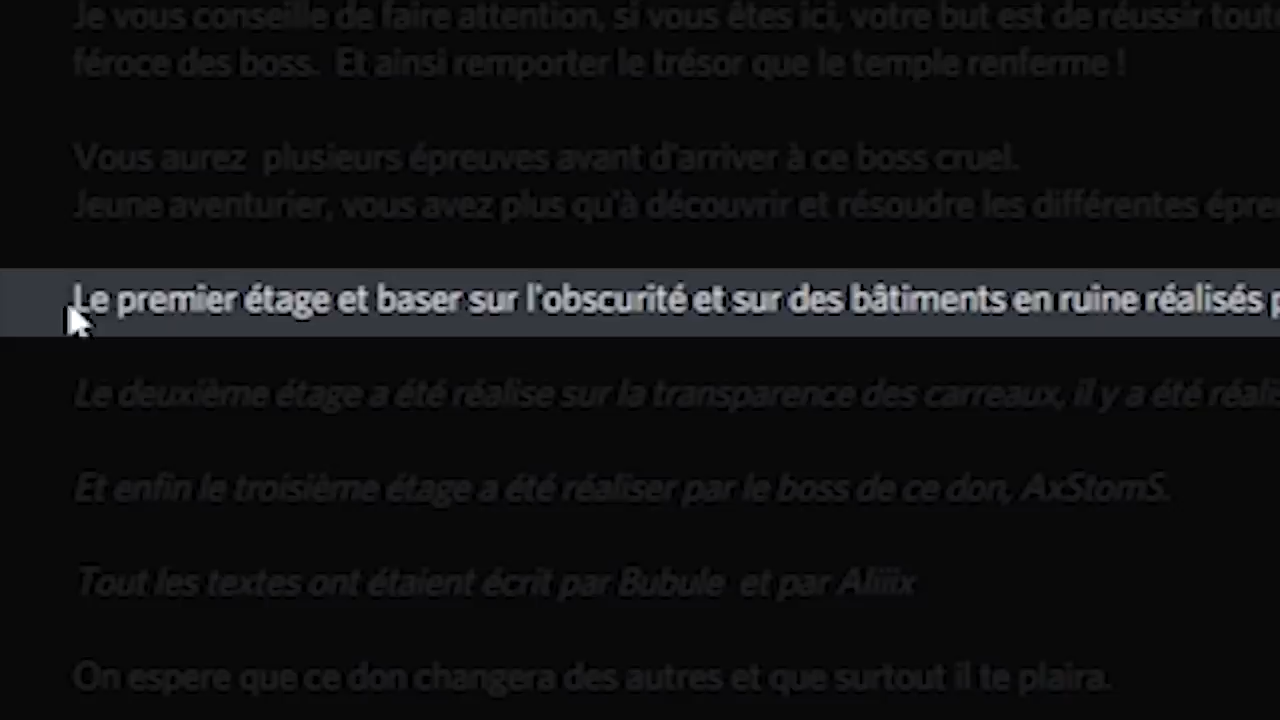 Je vous conseille de faire attention, si vous êtes ici, votre but est de réussir tout
féroce des boss. Et ainsi remporter le trésor que le temple renferme !
Vous aurez plusieurs épreuves avant d'arriver à ce boss cruel.
Jeune aventurier, vous avez plus qu'à découvrir et résoudre les différentes épre
Le premier étage et baser sur l'obscurité et sur des bâtiments en ruine réalisés p
Le deuxième étage a été réalise sur la transparence des carreaux, il y a été réali
Et enfin le troisième étage a été réaliser par le boss de ce don, AxStomS.
Tout les textes ont étaient écrit par Bubule et par Aliiix
On espere que ce don changera des autres et que surtout il te plaira.